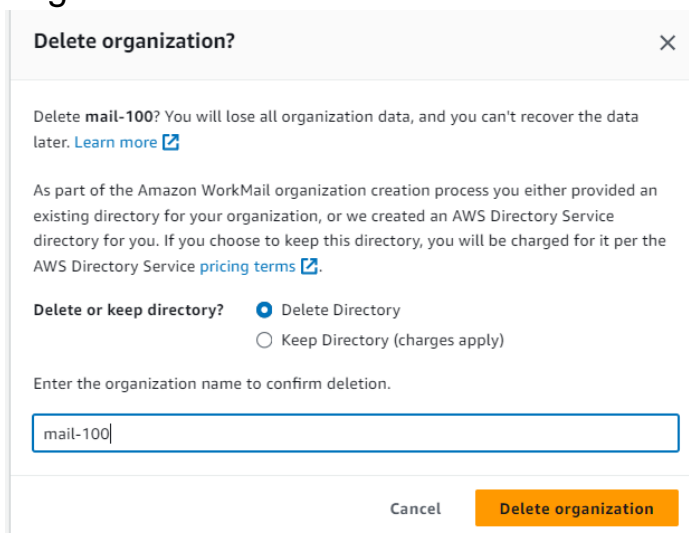 Delete organization?
Delete mail-100? You will lose all organization data, and you can't recover the data
later. Learn more
As part of the Amazon WorkMail organization creation process you either provided an
existing directory for your organization, or we created an AWS Directory Service
directory for you. If you choose to keep this directory, you will be charged for it per the
AWS Directory Service pricing terms.
Delete or keep directory? Delete Directory
Keep Directory (charges apply)
Enter the organization name to confirm deletion.
mail-100
Cancel Delete organization